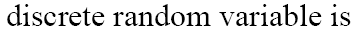 discrete random variable is